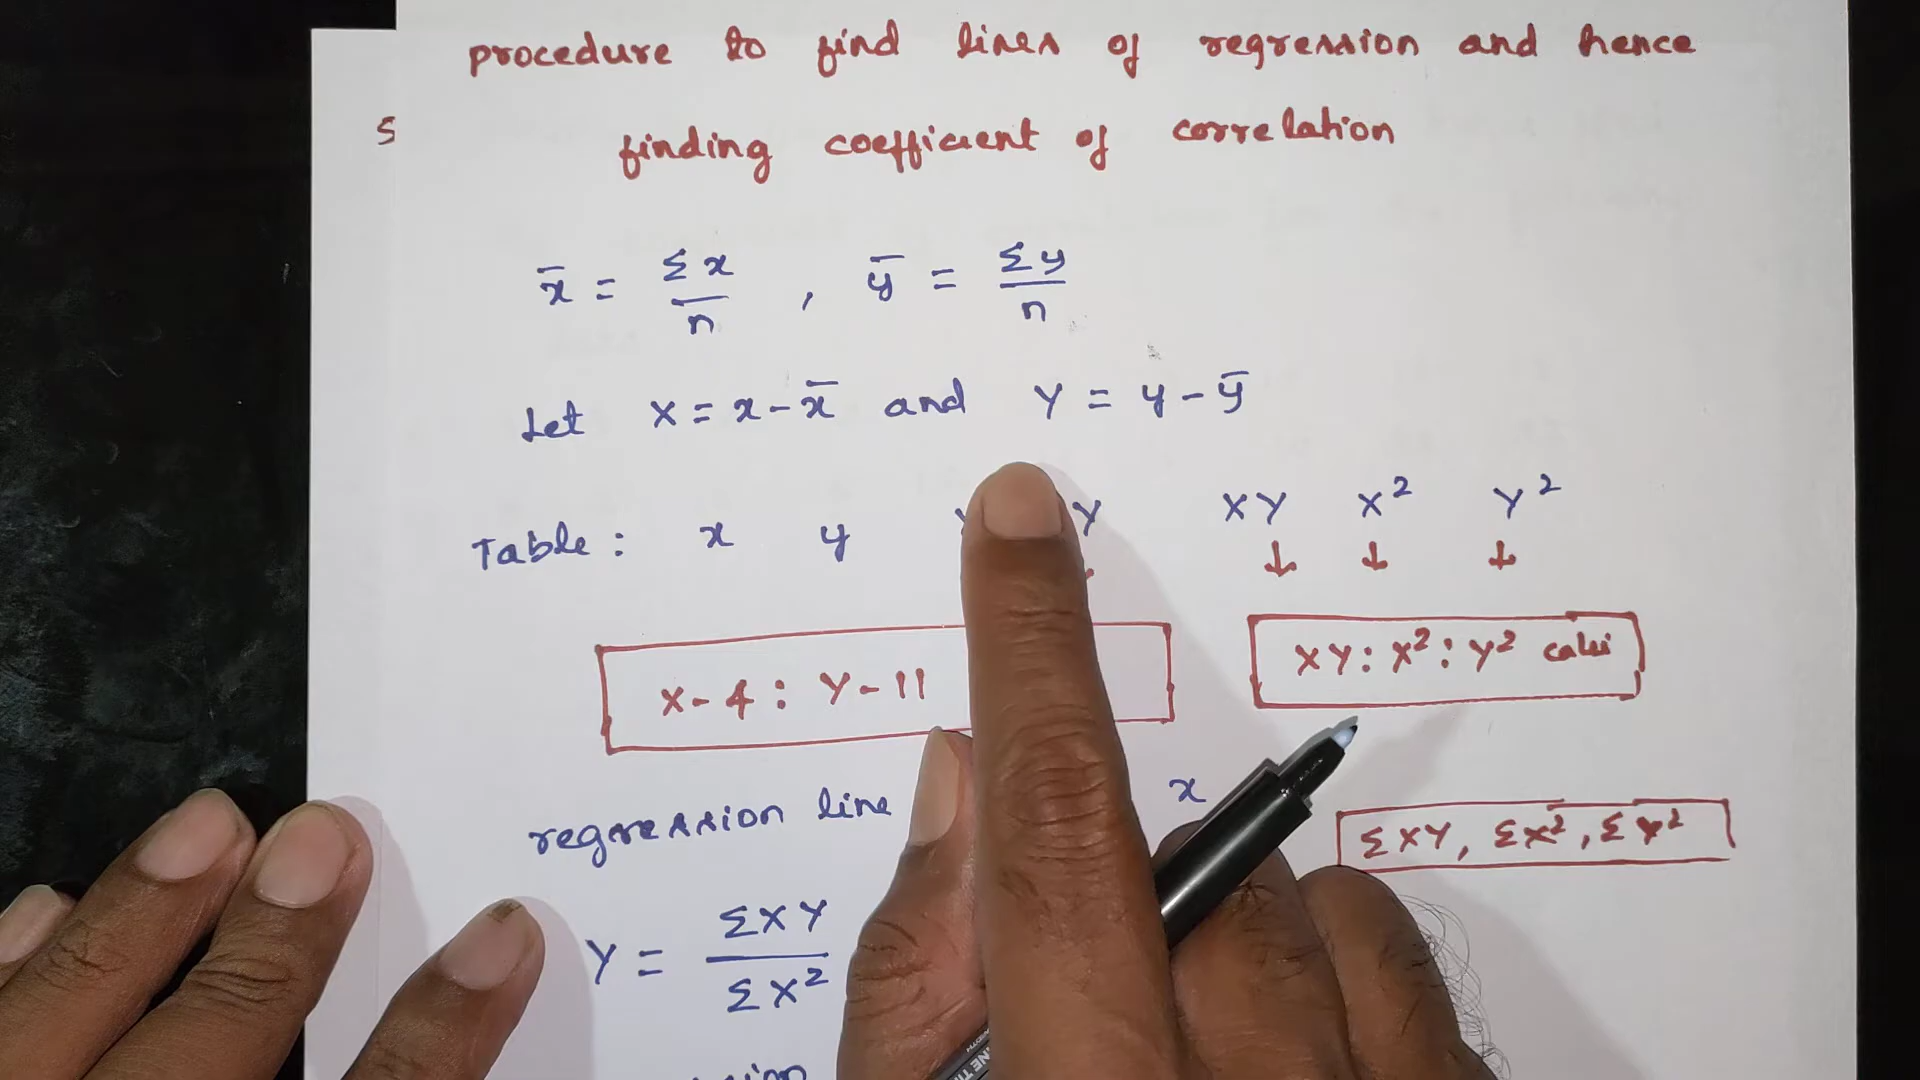 procedure to find lines of regression and hence
5
finding coefficient of correlation
x̄ = Σx/n , ȳ = Σy/n
Let X = x - x̄ and Y = y - ȳ
Table : x y Y XY X² Y²
X - 4 : Y - 11
XY : X² : Y² calci
regression line x
ΣXY, ΣX², ΣY²
Y = ΣXY/ΣX²